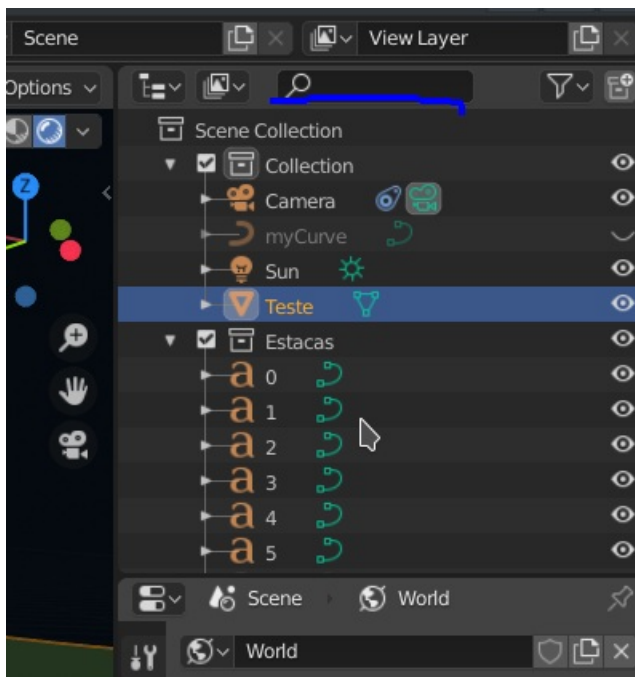 Scene View Layer
Options
Scene Collection
Z Collection
Camera
myCurve
Sun
Teste
Estacas
a 0
a 1
a 2
a 3
a 4
a 5
Scene World
World